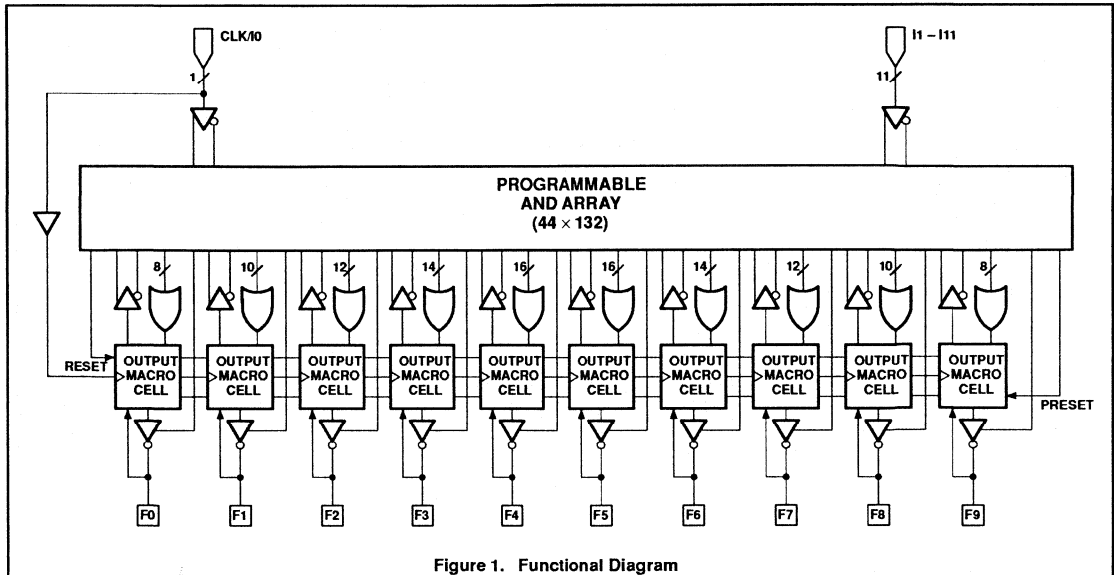 CLK/I0
I1 – I11
1
11
PROGRAMMABLE
AND ARRAY
(44 × 132)
8
10
12
14
16
16
14
12
10
8
RESET
OUTPUT
MACRO
CELL
OUTPUT
MACRO
CELL
OUTPUT
MACRO
CELL
OUTPUT
MACRO
CELL
OUTPUT
MACRO
CELL
OUTPUT
MACRO
CELL
OUTPUT
MACRO
CELL
OUTPUT
MACRO
CELL
OUTPUT
MACRO
CELL
OUTPUT
MACRO
CELL
PRESET
F0
F1
F2
F3
F4
F5
F6
F7
F8
F9
Figure 1. Functional Diagram